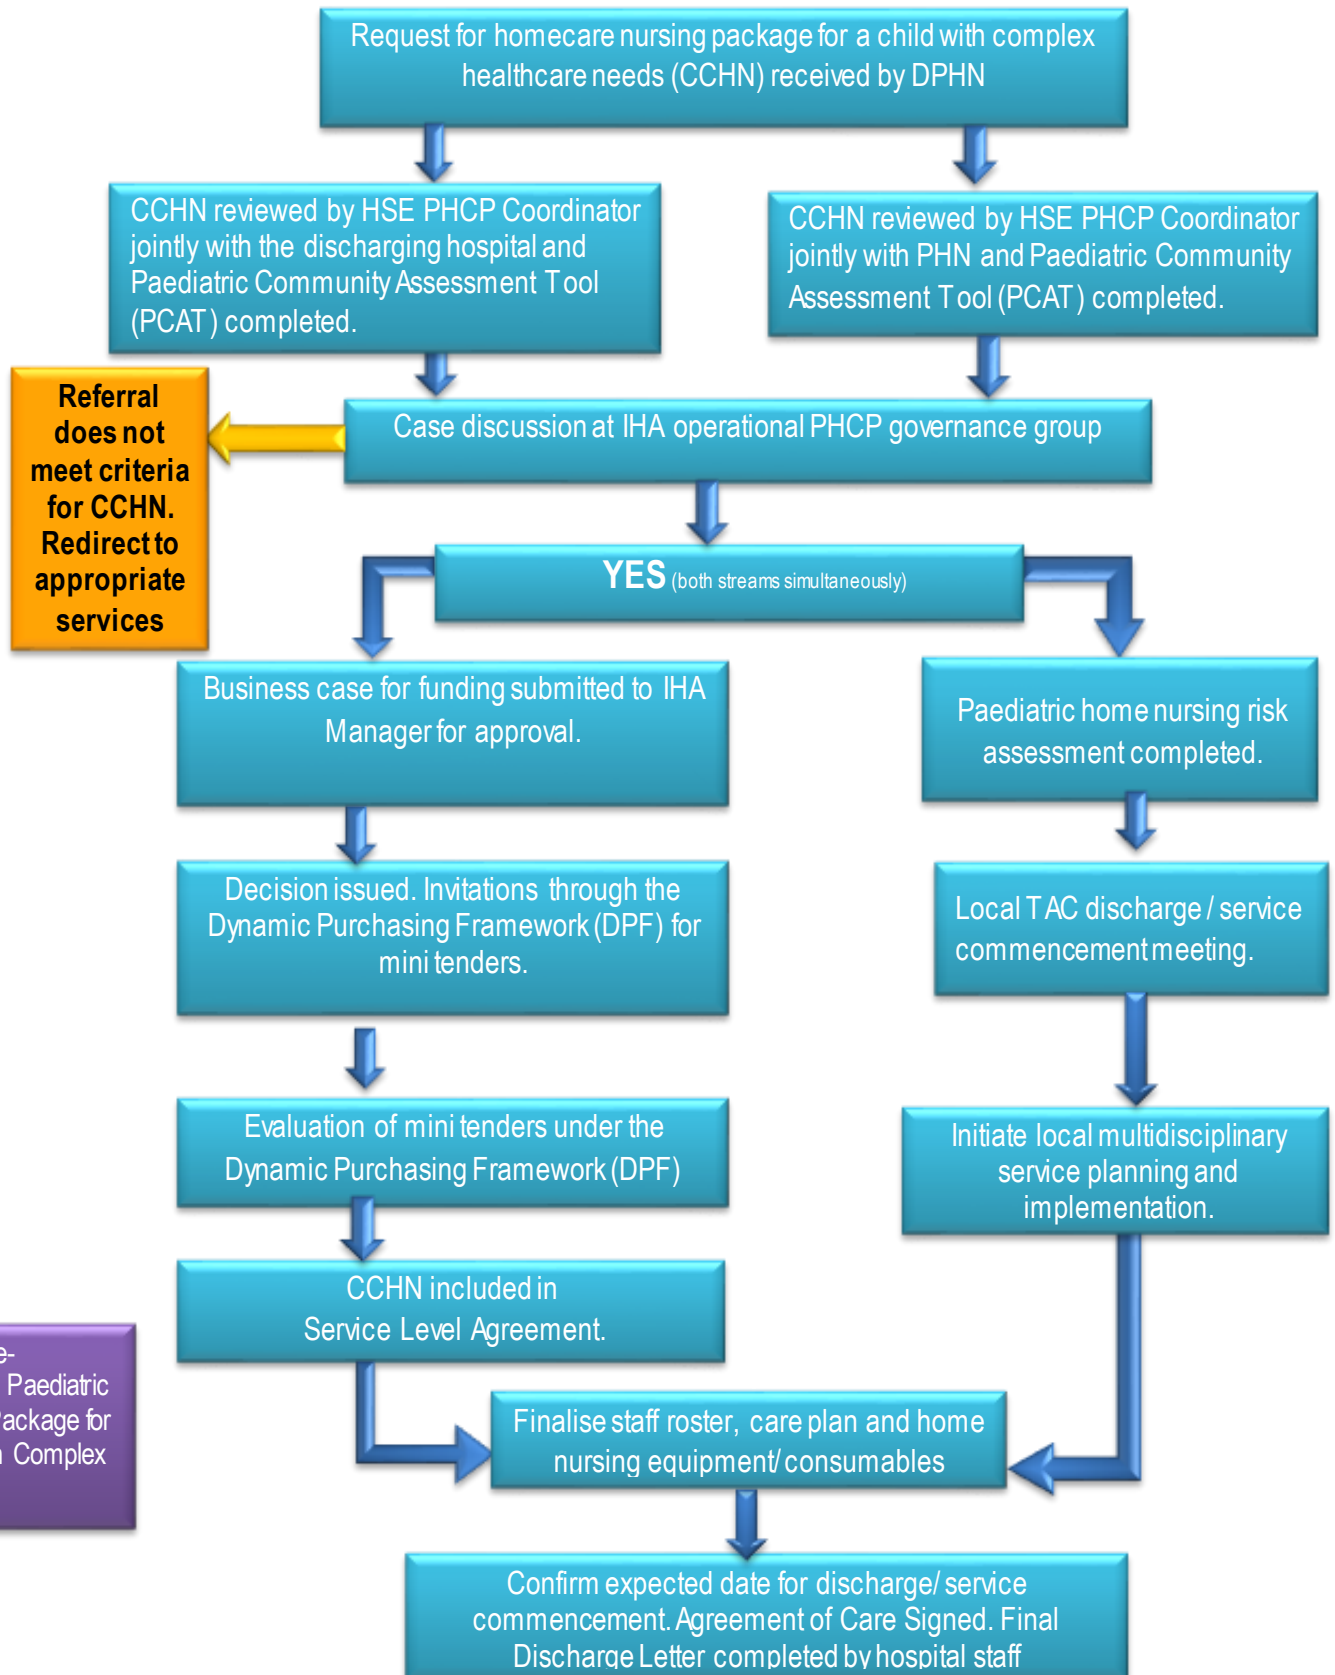 Request for homecare nursing package for a child with complex
healthcare needs (CCHN) received by DPHN
CCHN reviewed by HSE PHCP Coordinator
jointly with the discharging hospital and
Paediatric Community Assessment Tool
(PCAT) completed.
CCHN reviewed by HSE PHCP Coordinator
jointly with PHN and Paediatric Community
Assessment Tool (PCAT) completed.
Referral
does not
meet criteria
for CCHN.
Redirect to
appropriate
services
Case discussion at IHA operational PHCP governance group
YES (both streams simultaneously)
Business case for funding submitted to IHA
Manager for approval.
Paediatric home nursing risk
assessment completed.
Decision issued. Invitations through the
Dynamic Purchasing Framework (DPF) for
mini tenders.
Local TAC discharge / service
commencement meeting.
Evaluation of mini tenders under the
Dynamic Purchasing Framework (DPF)
Initiate local multidisciplinary
service planning and
implementation.
CCHN included in
Service Level Agreement.
e-
Paediatric
Package for
Complex
Finalise staff roster, care plan and home
nursing equipment/ consumables
Confirm expected date for discharge/ service
commencement. Agreement of Care Signed. Final
Discharge Letter completed by hospital staff